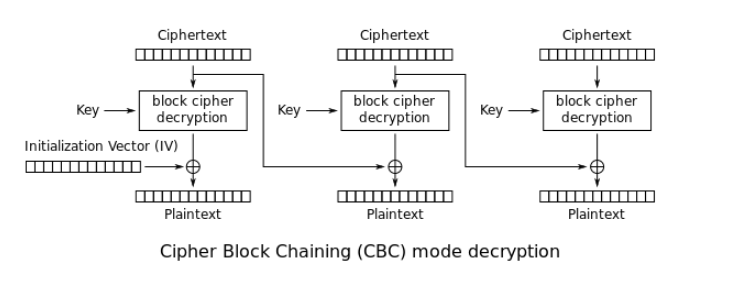 Ciphertext
Ciphertext
Ciphertext
Key
block cipher
decryption
Key
block cipher
decryption
Key
block cipher
decryption
Initialization Vector (IV)
Plaintext
Plaintext
Plaintext
Cipher Block Chaining (CBC) mode decryption